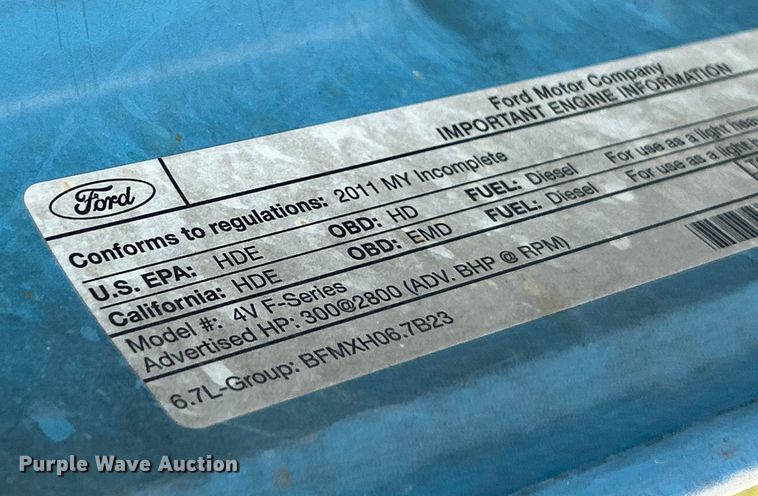 Ford Motor Company
IMPORTANT ENGINE INFORMATION
Ford
Conforms to regulations: 2011 MY Incomplete
U.S. EPA: HDE OBD: HD FUEL: Diesel For use as a light
California: HDE OBD: EMD FUEL: Diesel For use as a light
Model #: 4V F-Series
Advertised HP: 300@2800 (ADV. BHP @ RPM)
6.7L-Group: BFMXH06.7B23
Purple Wave Auction